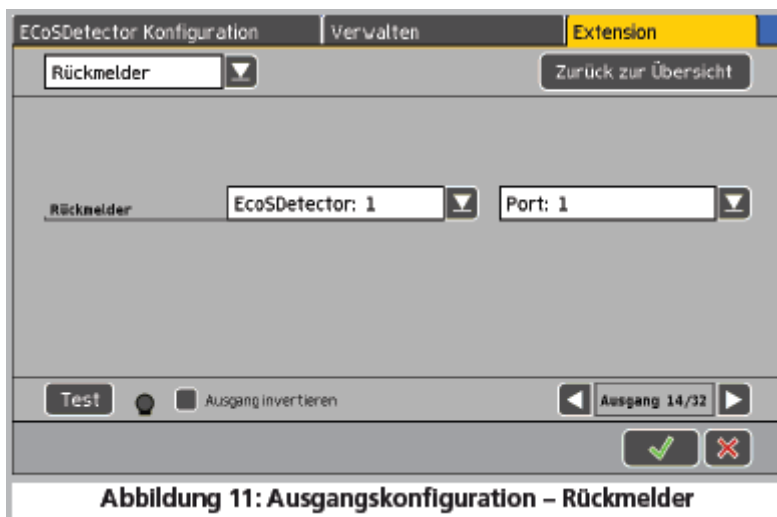 ECoSDetector Konfiguration Verwalten Extension
Rückmelder Zurück zur Übersicht
Rückmelder EcoSDetector: 1 Port: 1
Test Ausgang invertieren Ausgang 14/32
Abbildung 11: Ausgangskonfiguration – Rückmelder